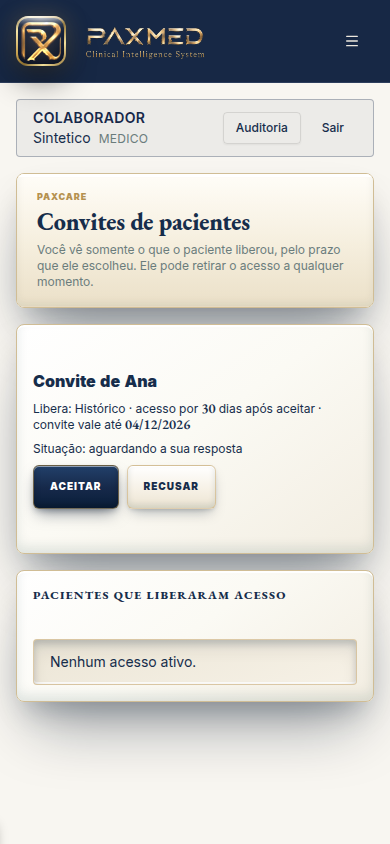 PAXMED
Clinical Intelligence System
COLABORADOR
Sintetico MEDICO
Auditoria
Sair
PAXCARE
Convites de pacientes
Você vê somente o que o paciente liberou, pelo prazo
que ele escolheu. Ele pode retirar o acesso a qualquer
momento.
Convite de Ana
Libera: Histórico · acesso por 30 dias após aceitar ·
convite vale até 04/12/2026
Situação: aguardando a sua resposta
ACEITAR
RECUSAR
PACIENTES QUE LIBERARAM ACESSO
Nenhum acesso ativo.